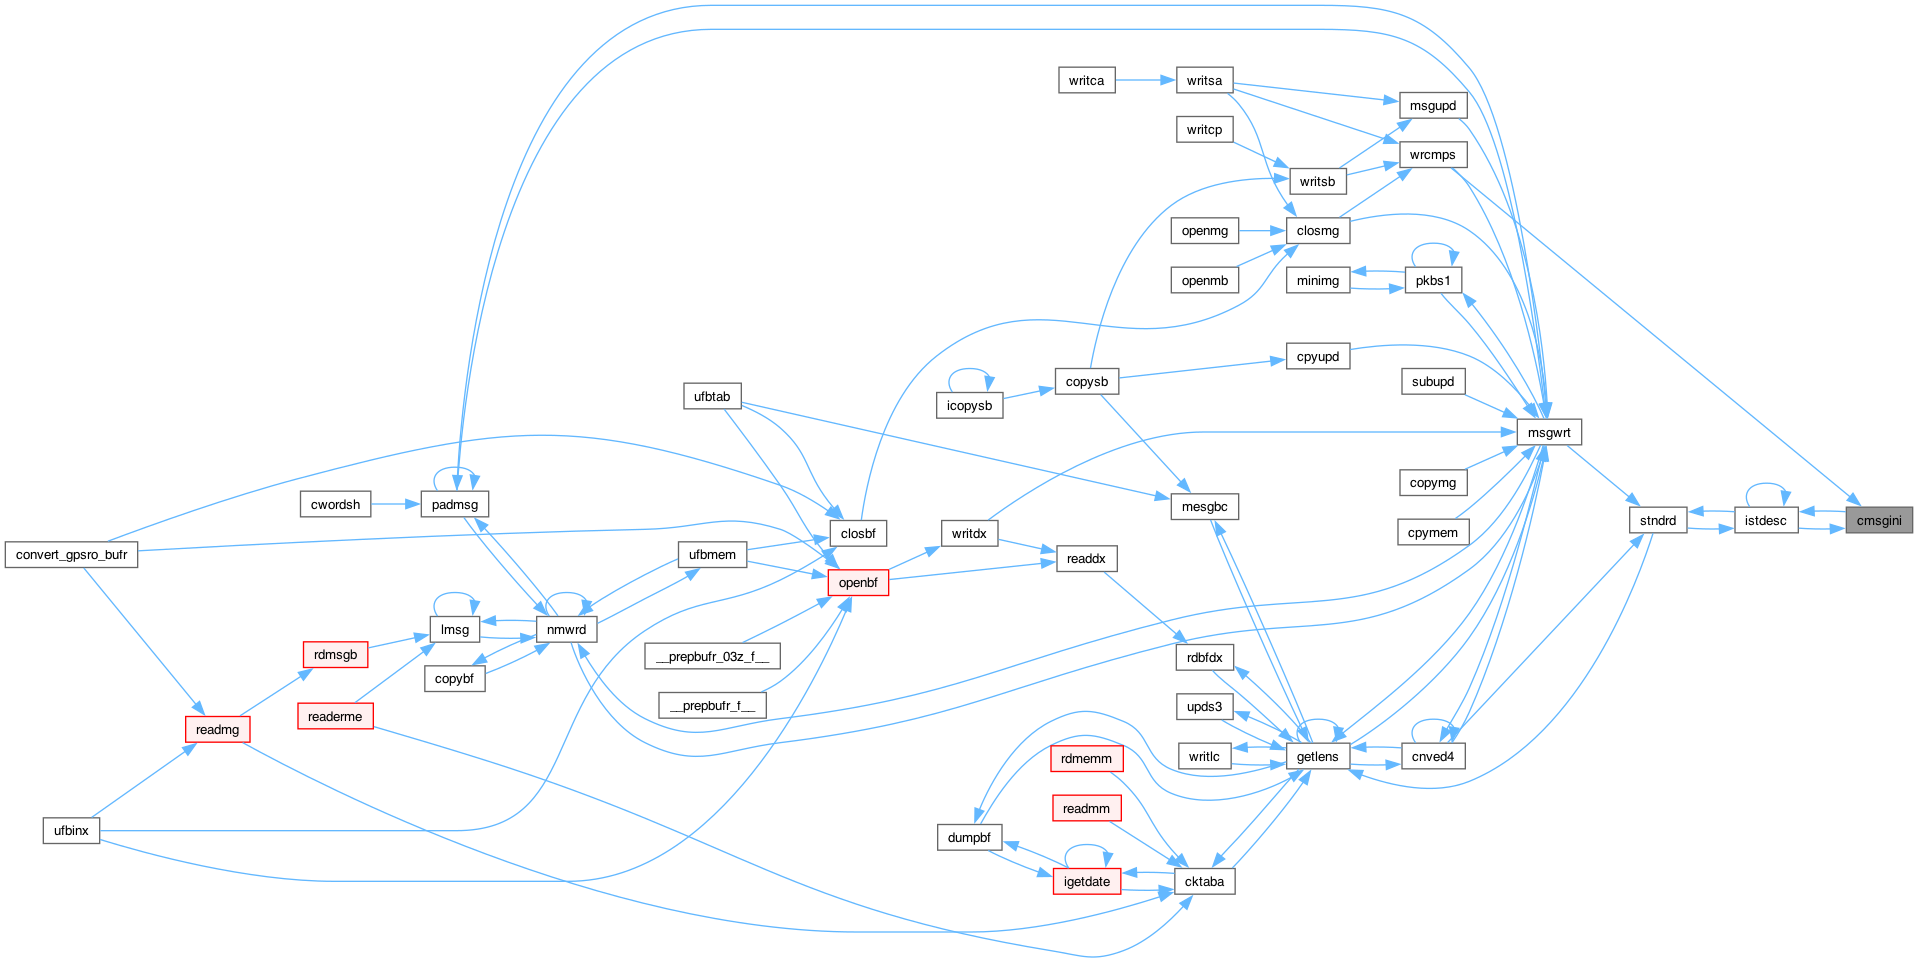 writca
writsa
msgupd
writcp
wrcmps
writsb
openmg
closmg
openmb
minimg
pkbs1
cpyupd
copysb
subupd
ufbtab
icopysb
msgwrt
copymg
cwordsh
padmsg
mesgbc
stndrd
istdesc
cmsgini
convert_gpsro_bufr
ufbmem
closbf
writdx
cpymem
readdx
openbf
lmsg
nmwrd
rdmsgb
__prepbufr_03z_f__
rdbfdx
copybf
readerme
__prepbufr_f__
upds3
readmg
rdmemm
writlc
getlens
cnved4
readmm
ufbinx
dumpbf
igetdate
cktaba